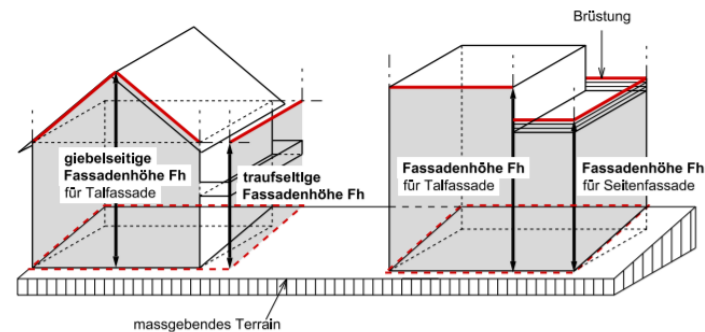 Brüstung
giebelseitige
Fassadenhöhe Fh
für Talfassade
traufseitige
Fassadenhöhe Fh
Fassadenhöhe Fh
für Talfassade
Fassadenhöhe Fh
für Seitenfassade
massgebendes Terrain